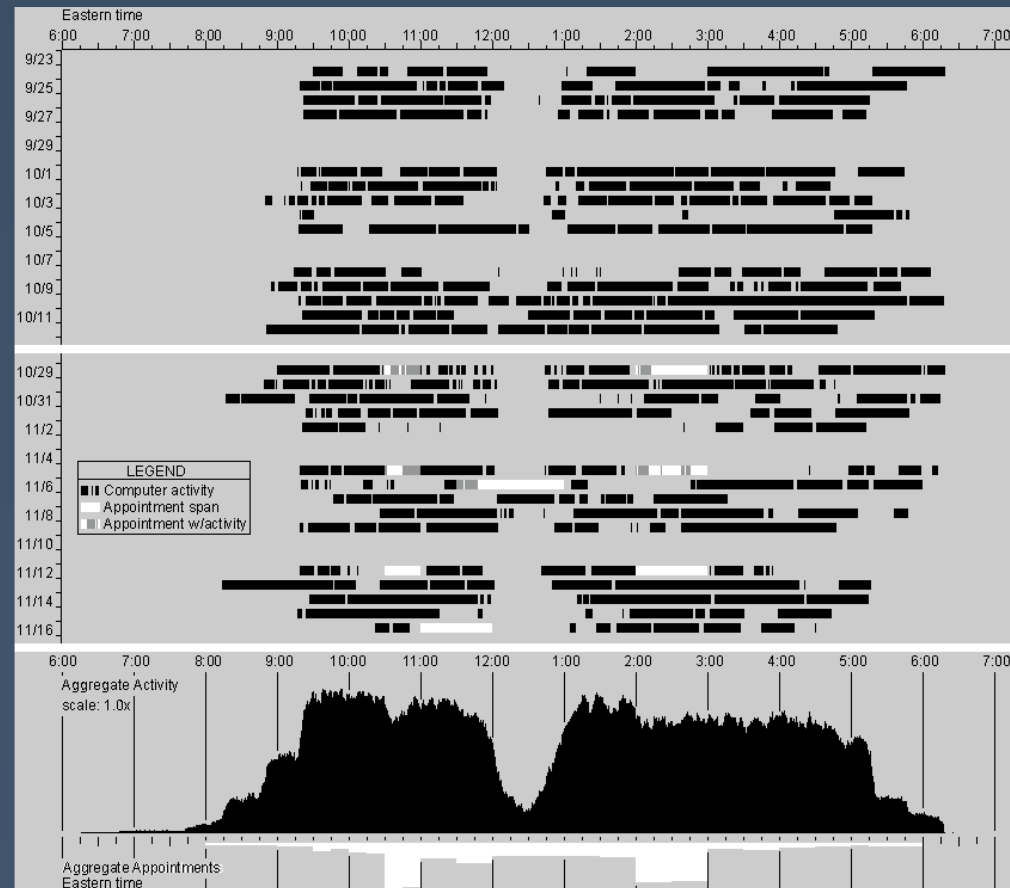 Eastern time
6:00 7:00 8:00 9:00 10:00 11:00 12:00 1:00 2:00 3:00 4:00 5:00 6:00 7:00
9/23
9/25
9/27
9/29
10/1
10/3
10/5
10/7
10/9
10/11
10/29
10/31
11/2
11/4
LEGEND
Computer activity
Appointment span
Appointment w/activity
11/6
11/8
11/10
11/12
11/14
11/16
6:00 7:00 8:00 9:00 10:00 11:00 12:00 1:00 2:00 3:00 4:00 5:00 6:00 7:00
Aggregate Activity
scale: 1.0x
Aggregate Appointments
Eastern time